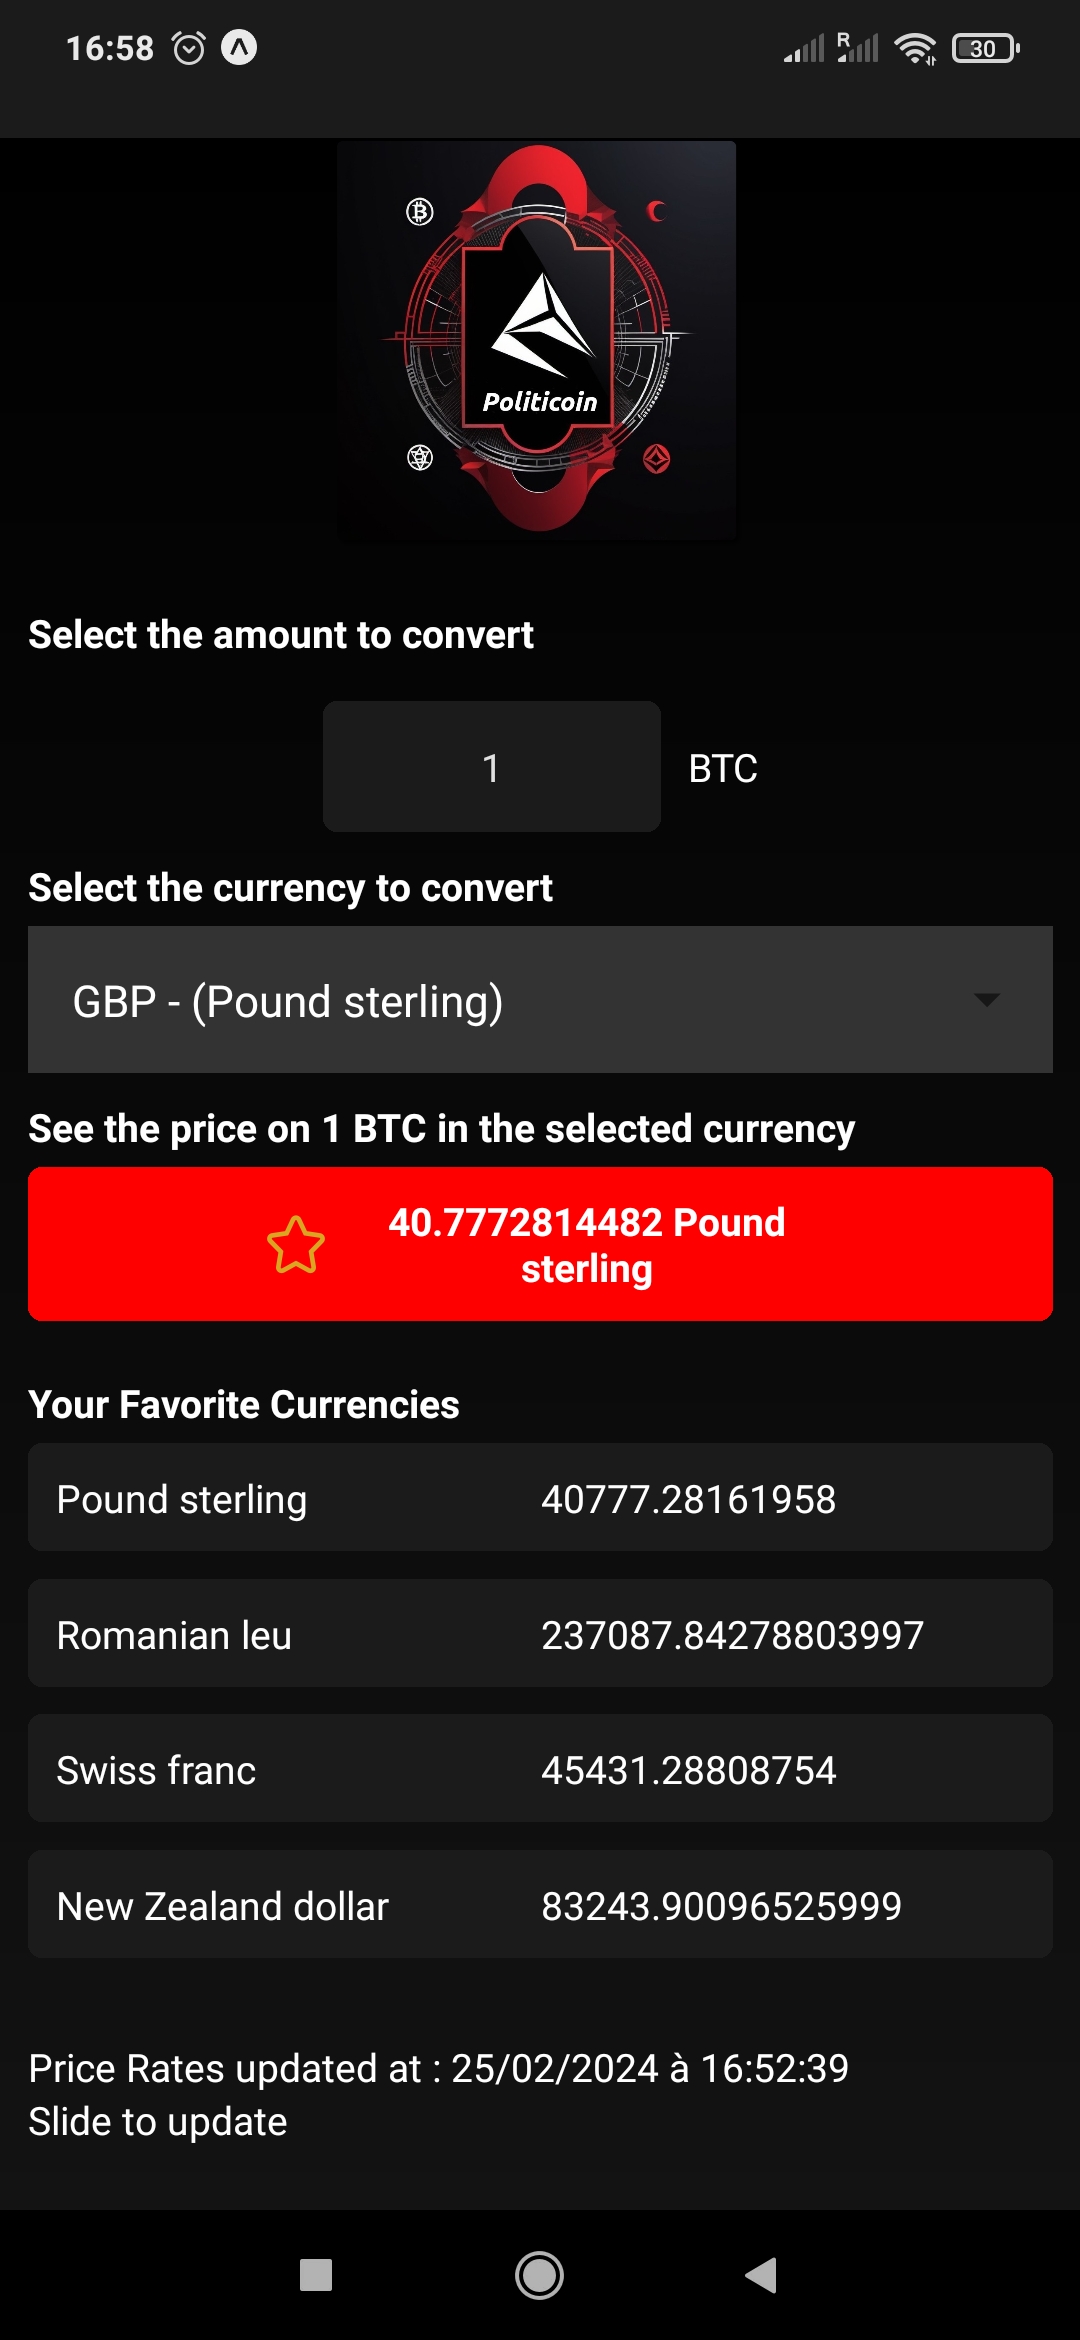 16:58
R
30
Politicoin
Select the amount to convert
1 BTC
Select the currency to convert
GBP - (Pound sterling)
See the price on 1 BTC in the selected currency
40.7772814482 Pound
sterling
Your Favorite Currencies
Pound sterling 40777.28161958
Romanian leu 237087.84278803997
Swiss franc 45431.28808754
New Zealand dollar 83243.90096525999
Price Rates updated at : 25/02/2024 à 16:52:39
Slide to update